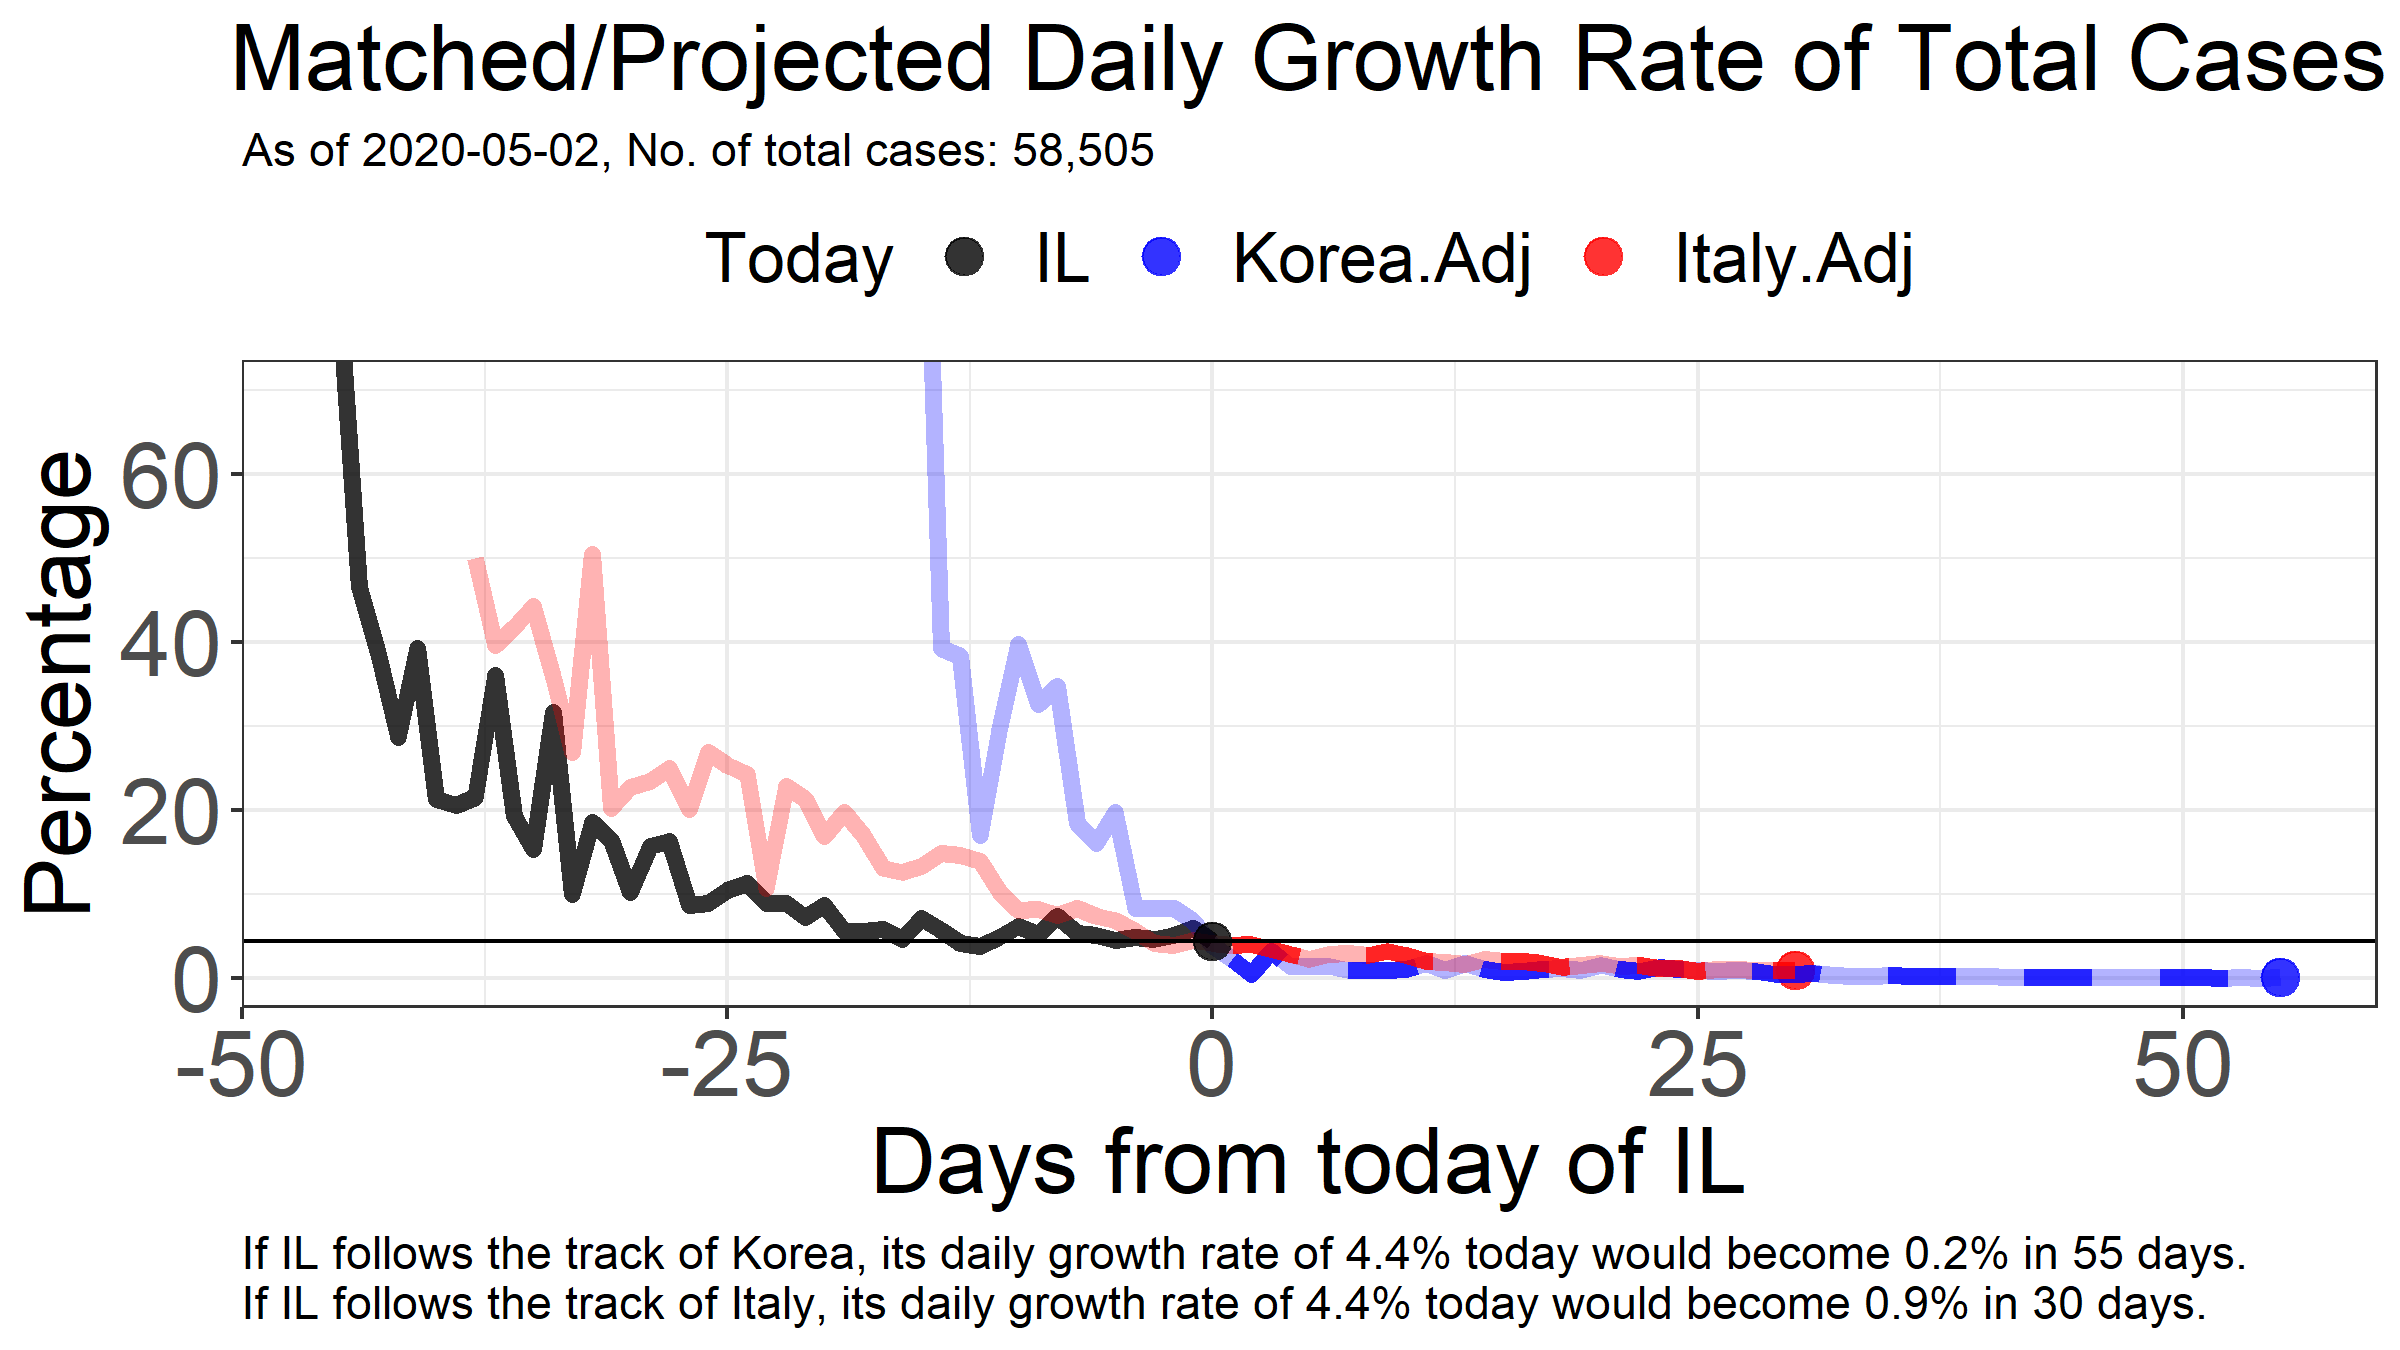 Matched/Projected Daily Growth Rate of Total Cases
As of 2020-05-02, No. of total cases: 58,505
Today IL Korea.Adj Italy.Adj
Percentage
60
40
20
0
-50 -25 0 25 50
Days from today of IL
If IL follows the track of Korea, its daily growth rate of 4.4% today would become 0.2% in 55 days.
If IL follows the track of Italy, its daily growth rate of 4.4% today would become 0.9% in 30 days.